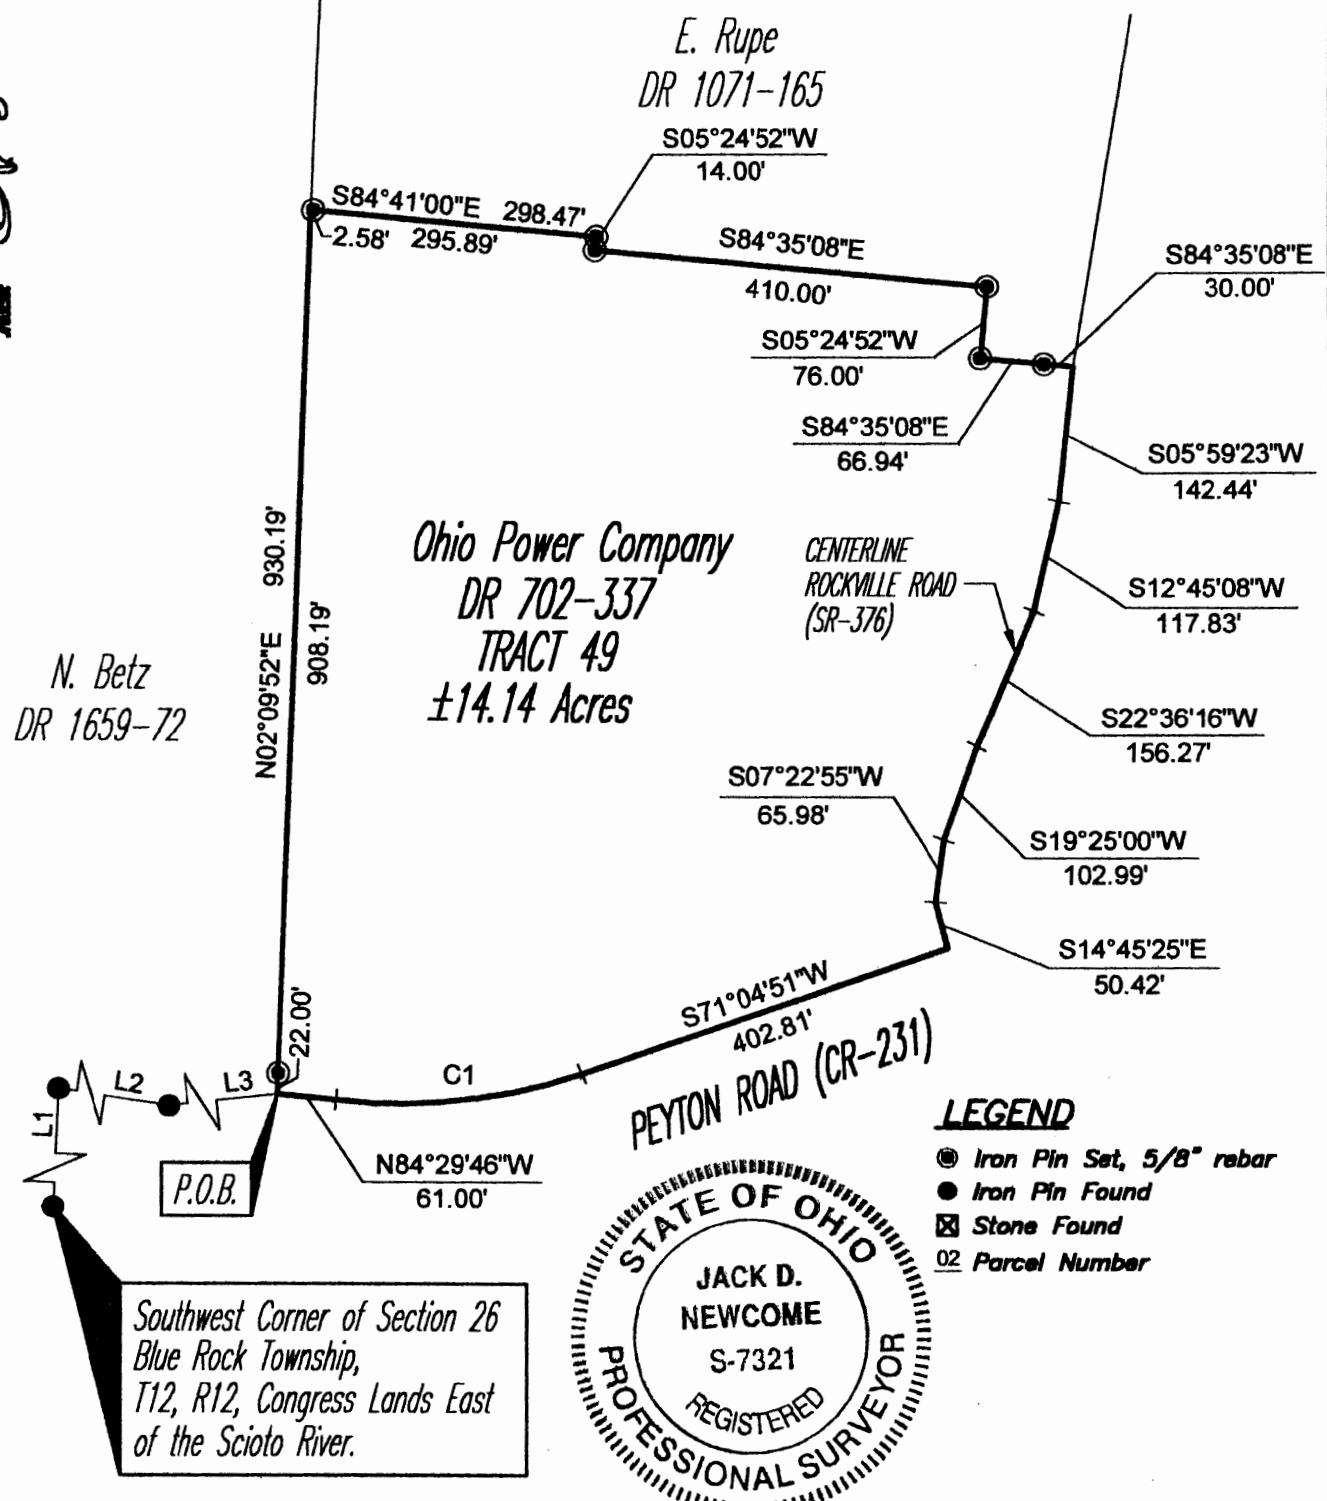 E. Rupe
DR 1071-165
S05°24'52"W
14.00'
S84°41'00"E 298.47'
2.58' 295.89'
S84°35'08"E
410.00'
S84°35'08"E
30.00'
S05°24'52"W
76.00'
S84°35'08"E
66.94'
S05°59'23"W
142.44'
Ohio Power Company
DR 702-337
TRACT 49
±14.14 Acres
CENTERLINE
ROCKVILLE ROAD
(SR-376)
S12°45'08"W
117.83'
N02°09'52"E 930.19'
908.19'
N. Betz
DR 1659-72
S22°36'16"W
156.27'
S07°22'55"W
65.98'
S19°25'00"W
102.99'
S14°45'25"E
50.42'
S71°04'51"W
402.81'
PEYTON ROAD (CR-231)
22.00'
L1
L2
L3
C1
N84°29'46"W
61.00'
P.O.B.
LEGEND
Iron Pin Set, 5/8" rebar
Iron Pin Found
Stone Found
02 Parcel Number
Southwest Corner of Section 26
Blue Rock Township,
T12, R12, Congress Lands East
of the Scioto River.
STATE OF OHIO
JACK D.
NEWCOME
S-7321
REGISTERED
PROFESSIONAL SURVEYOR